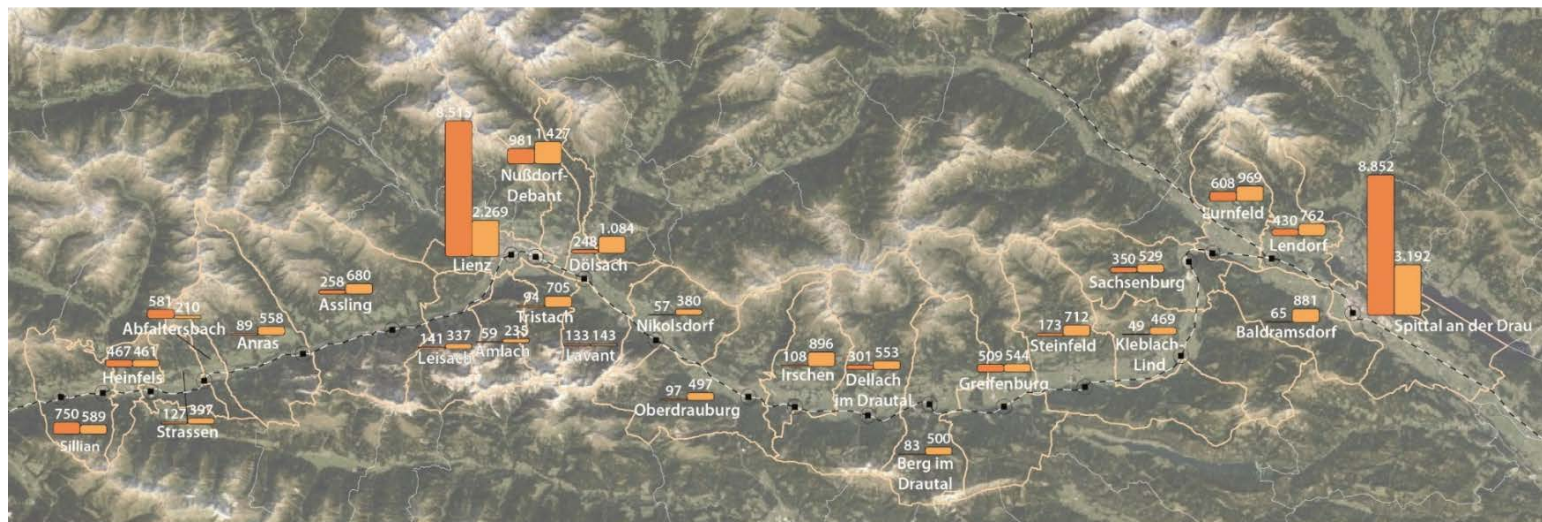 8.515
2.269
Lienz
981 1.427
Nußdorf-
Debant
248 1.084
Dölsach
94 705
Tristach
258 680
Assling
581 210
Abfaltersbach
89 558
Anras
467 461
Heinfels
750 589
Sillian
127 397
Strassen
141 337
Leisach
59 235
Amlach
133 143
Lavant
57 380
Nikolsdorf
97 497
Oberdrauburg
108 896
Irschen
301 553
Dellach
im Drautal
83 500
Berg im
Drautal
509 544
Greifenburg
173 712
Steinfeld
49 469
Kleblach-
Lind
350 529
Sachsenburg
608 969
Lurnfeld
430 762
Lendorf
65 881
Baldramsdorf
8.852
3.192
Spittal an der Drau